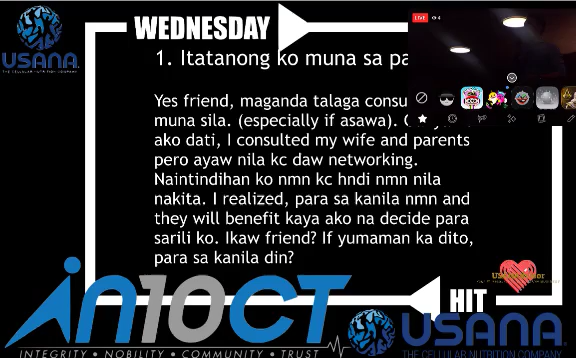 WEDNESDAY
LIVE
4
USANA
THE CELLULAR NUTRITION COMPANY
1. Itatanong ko muna sa pa
Yes friend, maganda talaga consu
muna sila. (especially if asawa).
ako dati, I consulted my wife and parents
pero ayaw nila kc daw networking.
Naintindihan ko nmn kc hndi nmn nila
nakita. I realized, para sa kanila nmn and
they will benefit kaya ako na decide para
sarili ko. Ikaw friend? If yumaman ka dito,
para sa kanila din?
in10CT
INTEGRITY • NOBILITY • COMMUNITY • TRUST
HIT
USANA
THE CELLULAR NUTRITION COMPANY